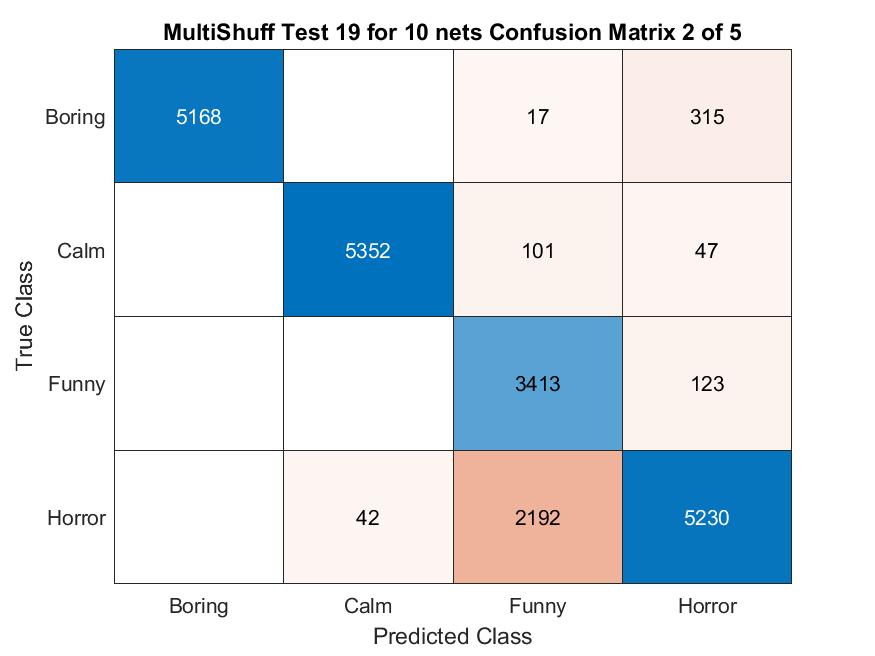 MultiShuff Test 19 for 10 nets Confusion Matrix 2 of 5
Boring
5168
17
315
Calm
5352
101
47
Funny
3413
123
Horror
42
2192
5230
True Class
Boring
Calm
Funny
Horror
Predicted Class